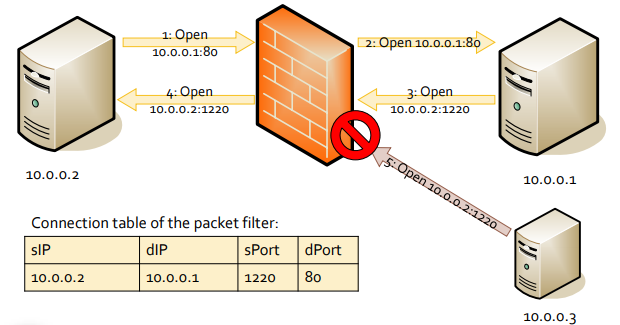 1: Open
10.0.0.1:80
2: Open 10.0.0.1:80
4: Open
10.0.0.2:1220
3: Open
10.0.0.2:1220
5: Open 10.0.0.2:1220
10.0.0.2
10.0.0.1
Connection table of the packet filter:
sIP dIP sPort dPort
10.0.0.2 10.0.0.1 1220 80
10.0.0.3